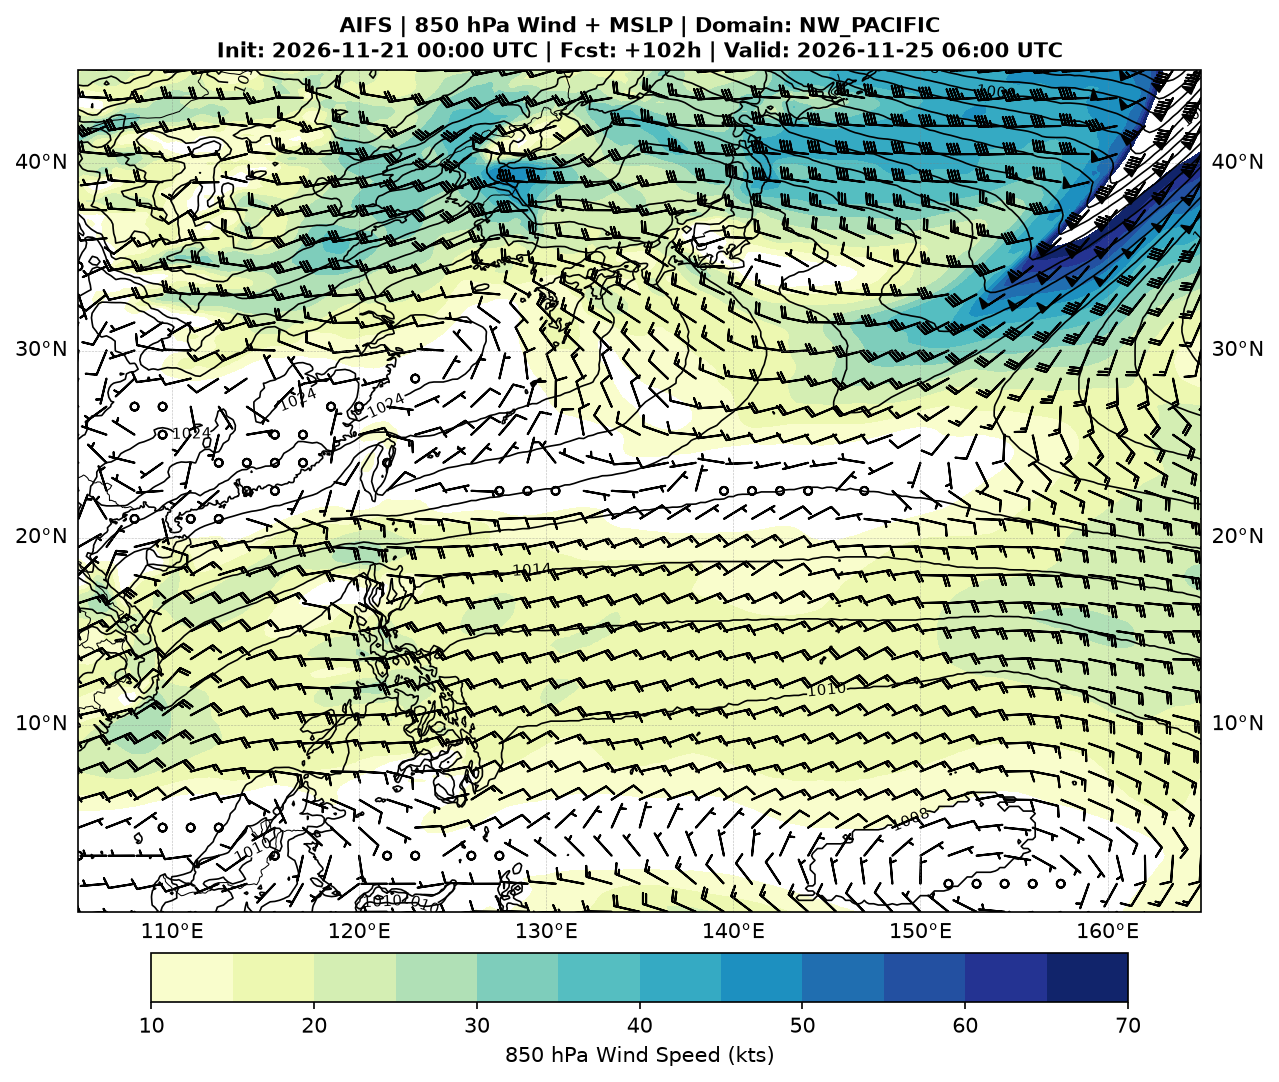 AIFS | 850 hPa Wind + MSLP | Domain: NW_PACIFIC
Init: 2026-11-21 00:00 UTC | Fcst: +102h | Valid: 2026-11-25 06:00 UTC
40°N 40°N
30°N 30°N
1024
1024
1024
20°N 20°N
1014
1010
10°N 10°N
1008
1010
1010
110°E 120°E 130°E 140°E 150°E 160°E
10 20 30 40 50 60 70
850 hPa Wind Speed (kts)